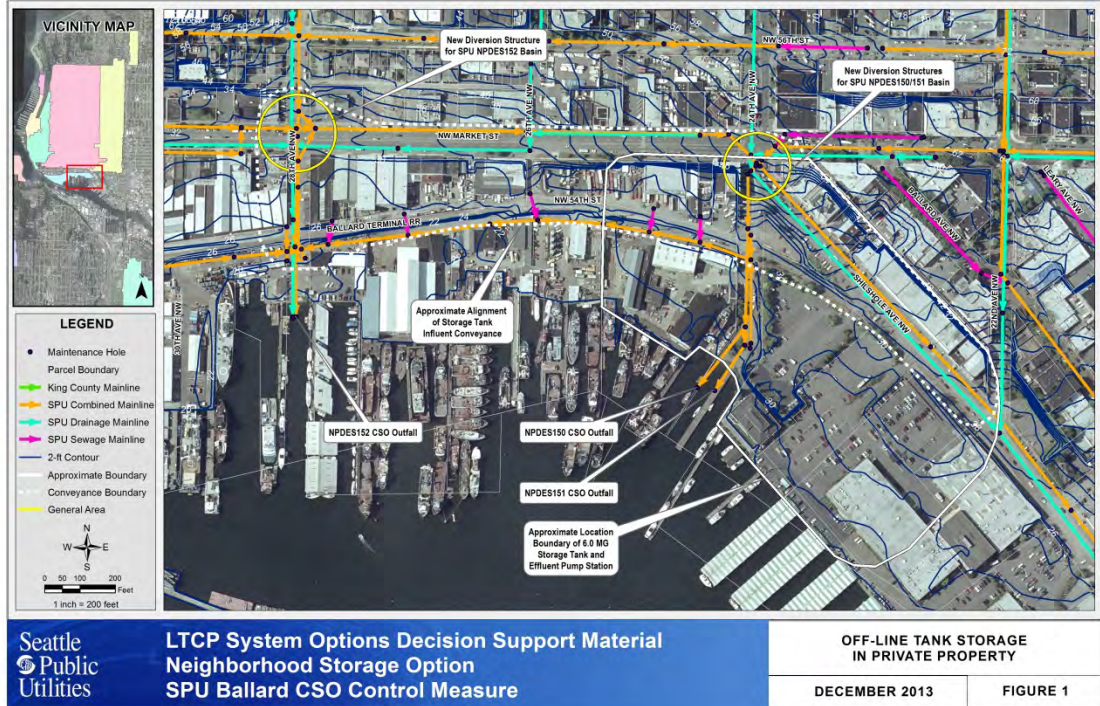 VICINITY MAP
LEGEND
Maintenance Hole
Parcel Boundary
King County Mainline
SPU Combined Mainline
SPU Drainage Mainline
SPU Sewage Mainline
2-ft Contour
Approximate Boundary
Conveyance Boundary
General Area
N
W
E
S
0 50 100 200
Feet
1 inch = 200 feet
New Diversion Structure
for SPU NPDES152 Basin
NW 56TH ST
New Diversion Structures
for SPU NPDES150/151 Basin
28TH AVE NW
26TH AVE NW
24TH AVE NW
NW MARKET ST
NW 54TH ST
BALLARD TERMINAL RR
LEARY AVE NW
BALLARD AVE NW
22ND AVE NW
SHILSHOLE AVE NW
30TH AVE NW
Approximate Alignment
of Storage Tank
Influent Conveyance
NPDES152 CSO Outfall
NPDES150 CSO Outfall
NPDES151 CSO Outfall
Approximate Location
Boundary of 6.0 MG
Storage Tank and
Effluent Pump Station
Seattle
Public
Utilities
LTCP System Options Decision Support Material
Neighborhood Storage Option
SPU Ballard CSO Control Measure
OFF-LINE TANK STORAGE
IN PRIVATE PROPERTY
DECEMBER 2013
FIGURE 1